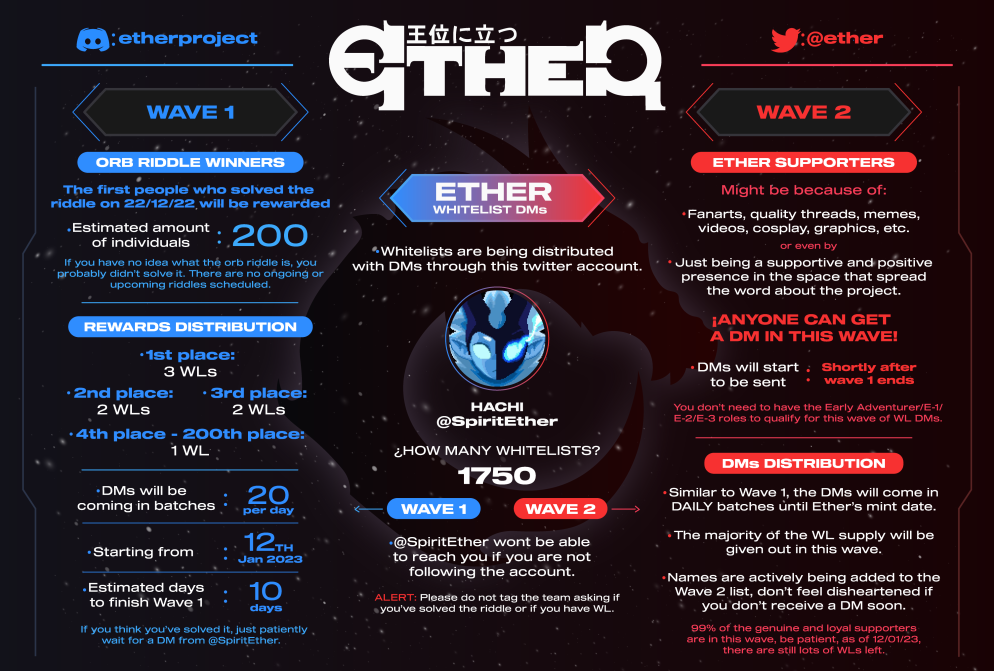 :etherproject
王位に立つ
ETHER
:@ether
WAVE 1
ORB RIDDLE WINNERS
The first people who solved the
riddle on 22/12/22 will be rewarded
•Estimated amount
of individuals : 200
If you have no idea what the orb riddle is, you
probably didn't solve it. There are no ongoing or
upcoming riddles scheduled.
REWARDS DISTRIBUTION
•1st place:
3 WLs
•2nd place: •3rd place:
2 WLs 2 WLs
•4th place - 200th place:
1 WL
•DMs will be
coming in batches : 20
per day
•Starting from : 12TH
Jan 2023
•Estimated days
to finish Wave 1 : 10
days
If you think you've solved it, just patiently
wait for a DM from @SpiritEther.
ETHER
WHITELIST DMs
•Whitelists are being distributed
with DMs through this twitter account.
HACHI
@SpiritEther
¿HOW MANY WHITELISTS?
1750
WAVE 1 WAVE 2
•@SpiritEther wont be able
to reach you if you are not
following the account.
ALERT: Please do not tag the team asking if
you've solved the riddle or if you have WL.
WAVE 2
ETHER SUPPORTERS
Might be because of:
•Fanarts, quality threads, memes,
videos, cosplay, graphics, etc.
or even by
•Just being a supportive and positive
presence in the space that spread
the word about the project.
¡ANYONE CAN GET
A DM IN THIS WAVE!
•DMs will start : Shortly after
to be sent wave 1 ends
You don't need to have the Early Adventurer/E-1/
E-2/E-3 roles to qualify for this wave of WL DMs.
DMs DISTRIBUTION
•Similar to Wave 1, the DMs will come in
DAILY batches until Ether's mint date.
•The majority of the WL supply will be
given out in this wave.
•Names are actively being added to the
Wave 2 list, don't feel disheartened if
you don't receive a DM soon.
99% of the genuine and loyal supporters
are in this wave, be patient, as of 12/01/23,
there are still lots of WLs left.